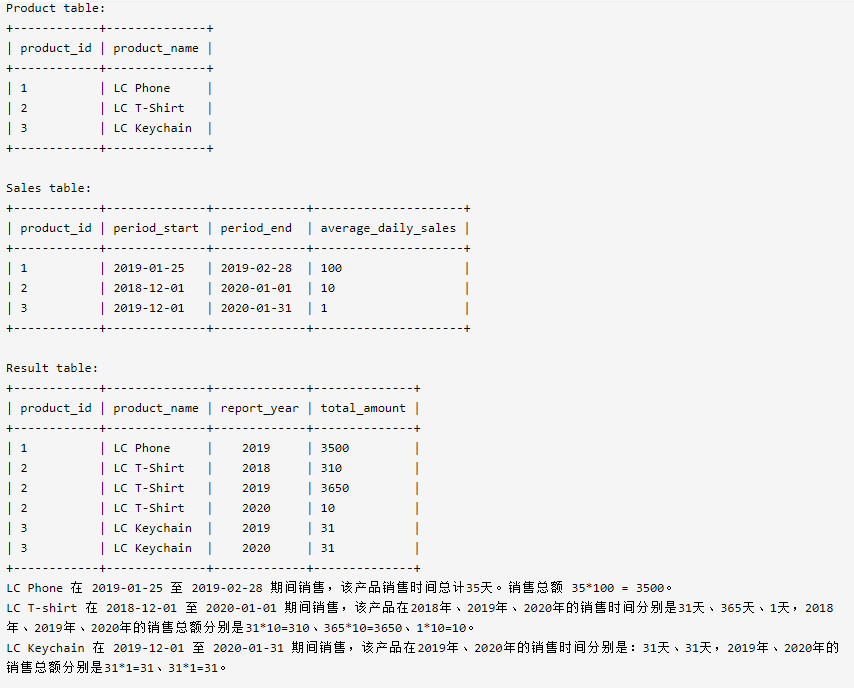 Product table:
+------------+--------------+
| product_id | product_name |
+------------+--------------+
| 1          | LC Phone     |
| 2          | LC T-Shirt   |
| 3          | LC Keychain  |
+------------+--------------+

Sales table:
+------------+--------------+-------------+---------------------+
| product_id | period_start | period_end  | average_daily_sales |
+------------+--------------+-------------+---------------------+
| 1          | 2019-01-25   | 2019-02-28  | 100                 |
| 2          | 2018-12-01   | 2020-01-01  | 10                  |
| 3          | 2019-12-01   | 2020-01-31  | 1                   |
+------------+--------------+-------------+---------------------+

Result table:
+------------+--------------+-------------+--------------+
| product_id | product_name | report_year | total_amount |
+------------+--------------+-------------+--------------+
| 1          | LC Phone     |    2019     | 3500         |
| 2          | LC T-Shirt   |    2018     | 310          |
| 2          | LC T-Shirt   |    2019     | 3650         |
| 2          | LC T-Shirt   |    2020     | 10           |
| 3          | LC Keychain  |    2019     | 31           |
| 3          | LC Keychain  |    2020     | 31           |
+------------+--------------+-------------+--------------+
LC Phone 在 2019-01-25 至 2019-02-28 期间销售，该产品销售时间总计35天。销售总额 35*100 = 3500。
LC T-shirt 在 2018-12-01 至 2020-01-01 期间销售，该产品在2018年、2019年、2020年的销售时间分别是31天、365天、1天，2018
年、2019年、2020年的销售总额分别是31*10=310、365*10=3650、1*10=10。
LC Keychain 在 2019-12-01 至 2020-01-31 期间销售，该产品在2019年、2020年的销售时间分别是：31天、31天，2019年、2020年的
销售总额分别是31*1=31、31*1=31。